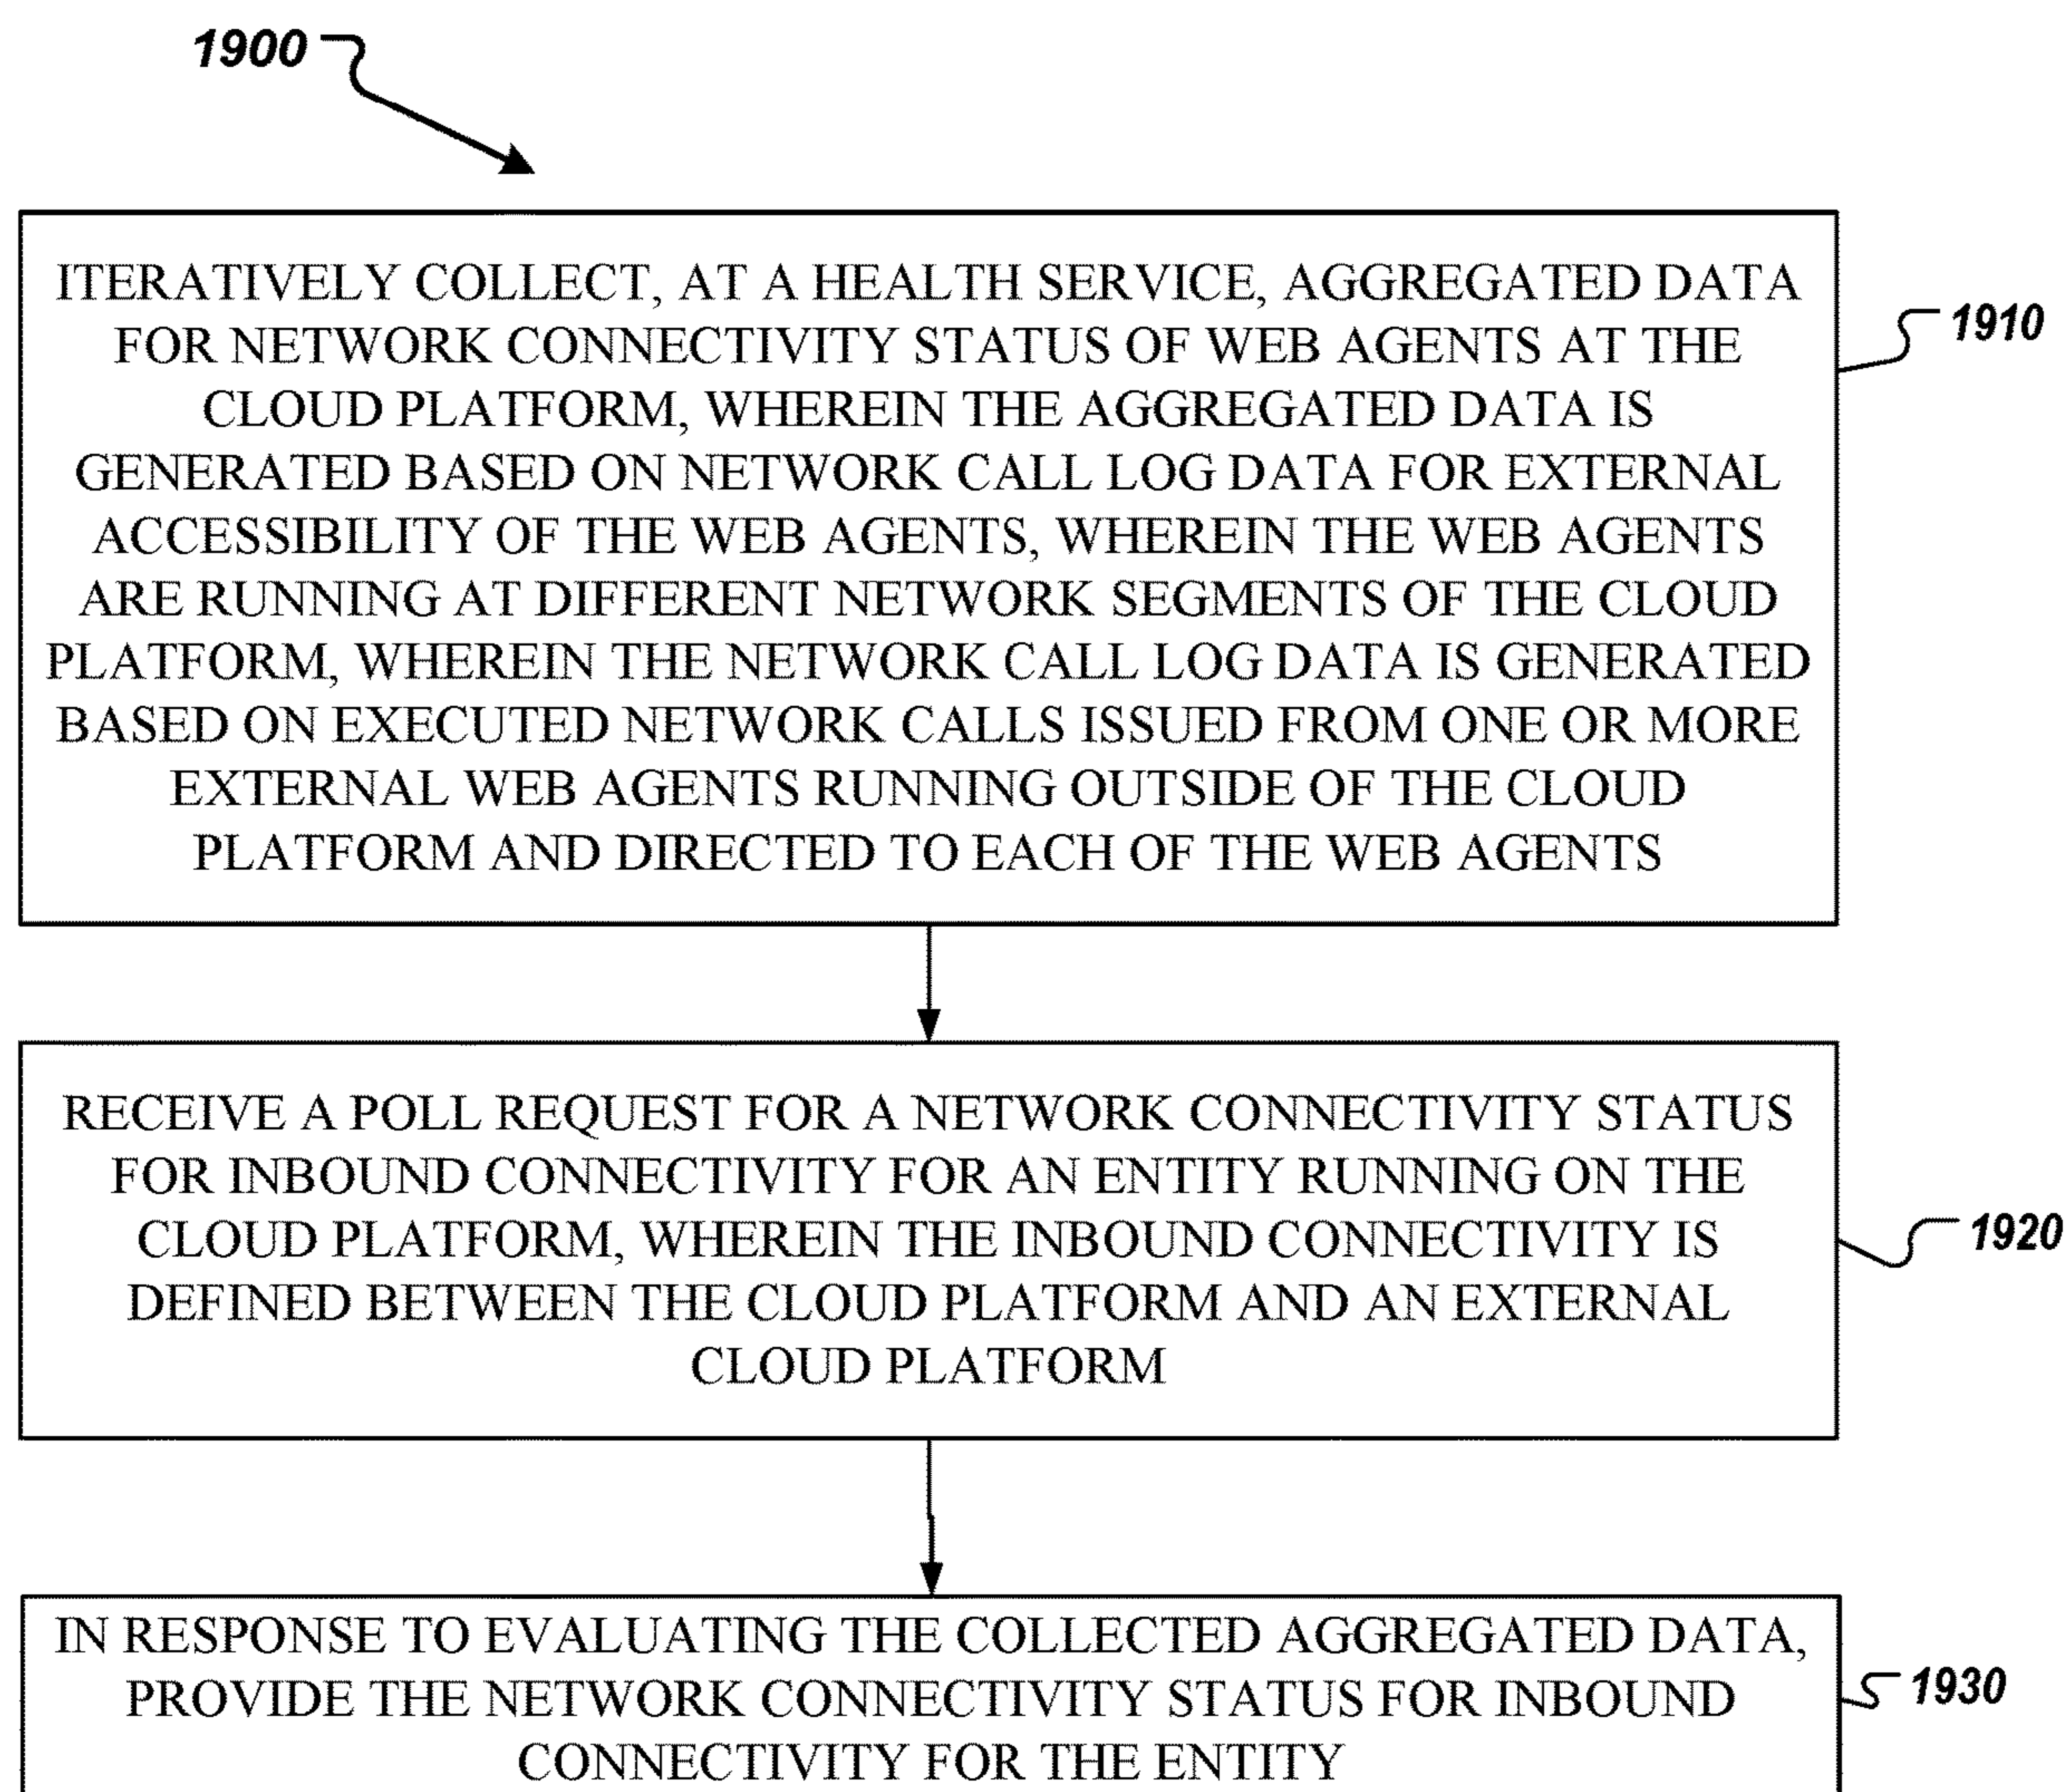 1900
ITERATIVELY COLLECT, AT A HEALTH SERVICE, AGGREGATED DATA
FOR NETWORK CONNECTIVITY STATUS OF WEB AGENTS AT THE
CLOUD PLATFORM, WHEREIN THE AGGREGATED DATA IS
GENERATED BASED ON NETWORK CALL LOG DATA FOR EXTERNAL
ACCESSIBILITY OF THE WEB AGENTS, WHEREIN THE WEB AGENTS
ARE RUNNING AT DIFFERENT NETWORK SEGMENTS OF THE CLOUD
PLATFORM, WHEREIN THE NETWORK CALL LOG DATA IS GENERATED
BASED ON EXECUTED NETWORK CALLS ISSUED FROM ONE OR MORE
EXTERNAL WEB AGENTS RUNNING OUTSIDE OF THE CLOUD
PLATFORM AND DIRECTED TO EACH OF THE WEB AGENTS
1910
RECEIVE A POLL REQUEST FOR A NETWORK CONNECTIVITY STATUS
FOR INBOUND CONNECTIVITY FOR AN ENTITY RUNNING ON THE
CLOUD PLATFORM, WHEREIN THE INBOUND CONNECTIVITY IS
DEFINED BETWEEN THE CLOUD PLATFORM AND AN EXTERNAL
CLOUD PLATFORM
1920
IN RESPONSE TO EVALUATING THE COLLECTED AGGREGATED DATA,
PROVIDE THE NETWORK CONNECTIVITY STATUS FOR INBOUND
CONNECTIVITY FOR THE ENTITY
1930